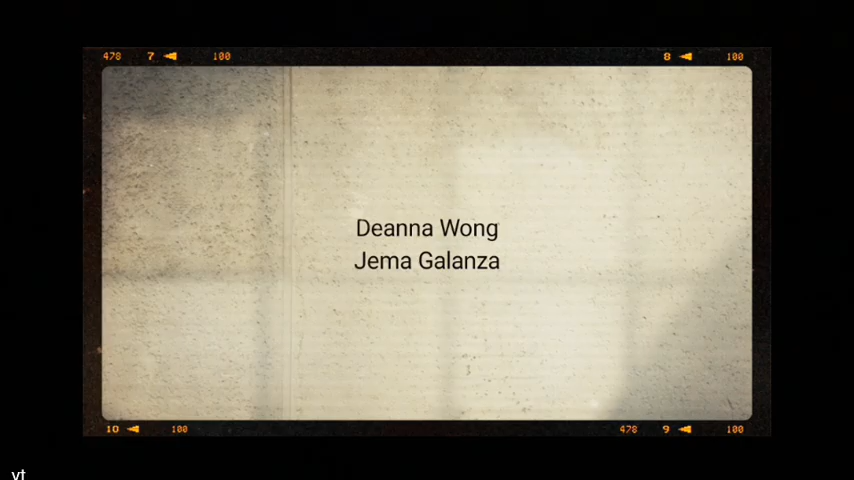 478 7 ◀ 100 8 ◀ 100
Deanna Wong
Jema Galanza
10 ◀ 100 478 9 ◀ 100
yt